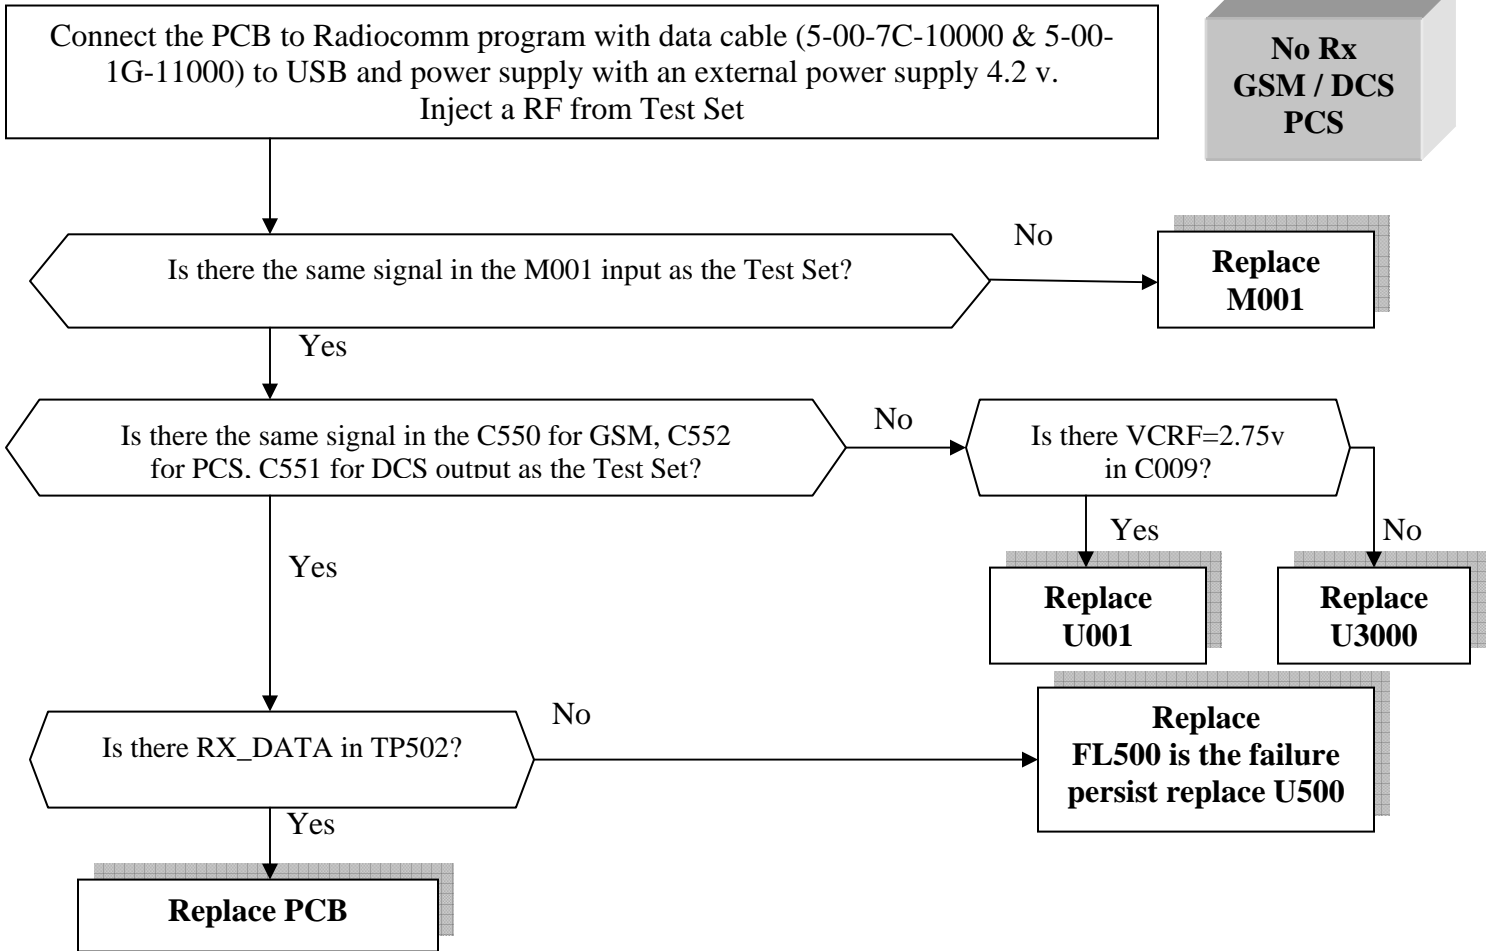 Connect the PCB to Radiocomm program with data cable (5-00-7C-10000 & 5-00-
1G-11000) to USB and power supply with an external power supply 4.2 v.
Inject a RF from Test Set
No Rx
GSM / DCS
PCS
Is there the same signal in the M001 input as the Test Set?
No
Replace
M001
Yes
Is there the same signal in the C550 for GSM, C552
for PCS, C551 for DCS output as the Test Set?
No
Is there VCRF=2.75v
in C009?
Yes
No
Yes
Replace
U001
Replace
U3000
Is there RX_DATA in TP502?
No
Replace
FL500 is the failure
persist replace U500
Yes
Replace PCB